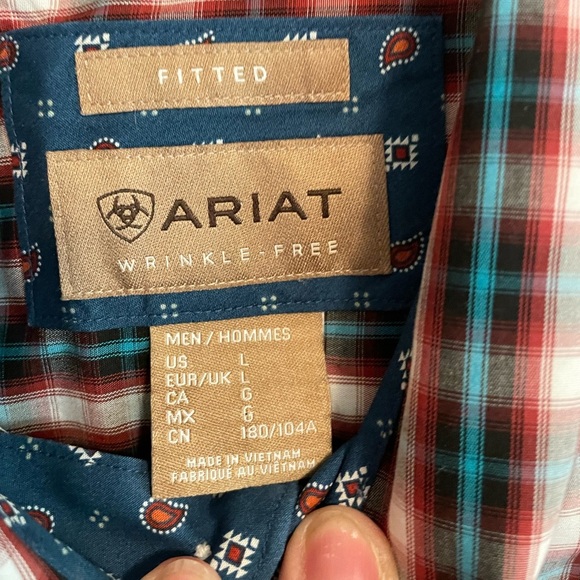 FITTED
ARIAT
WRINKLE-FREE
MEN / HOMMES
US L
EUR/UK L
CA G
MX G
CN 180/104A
MADE IN VIETNAM
FABRIQUÉ AU VIETNAM